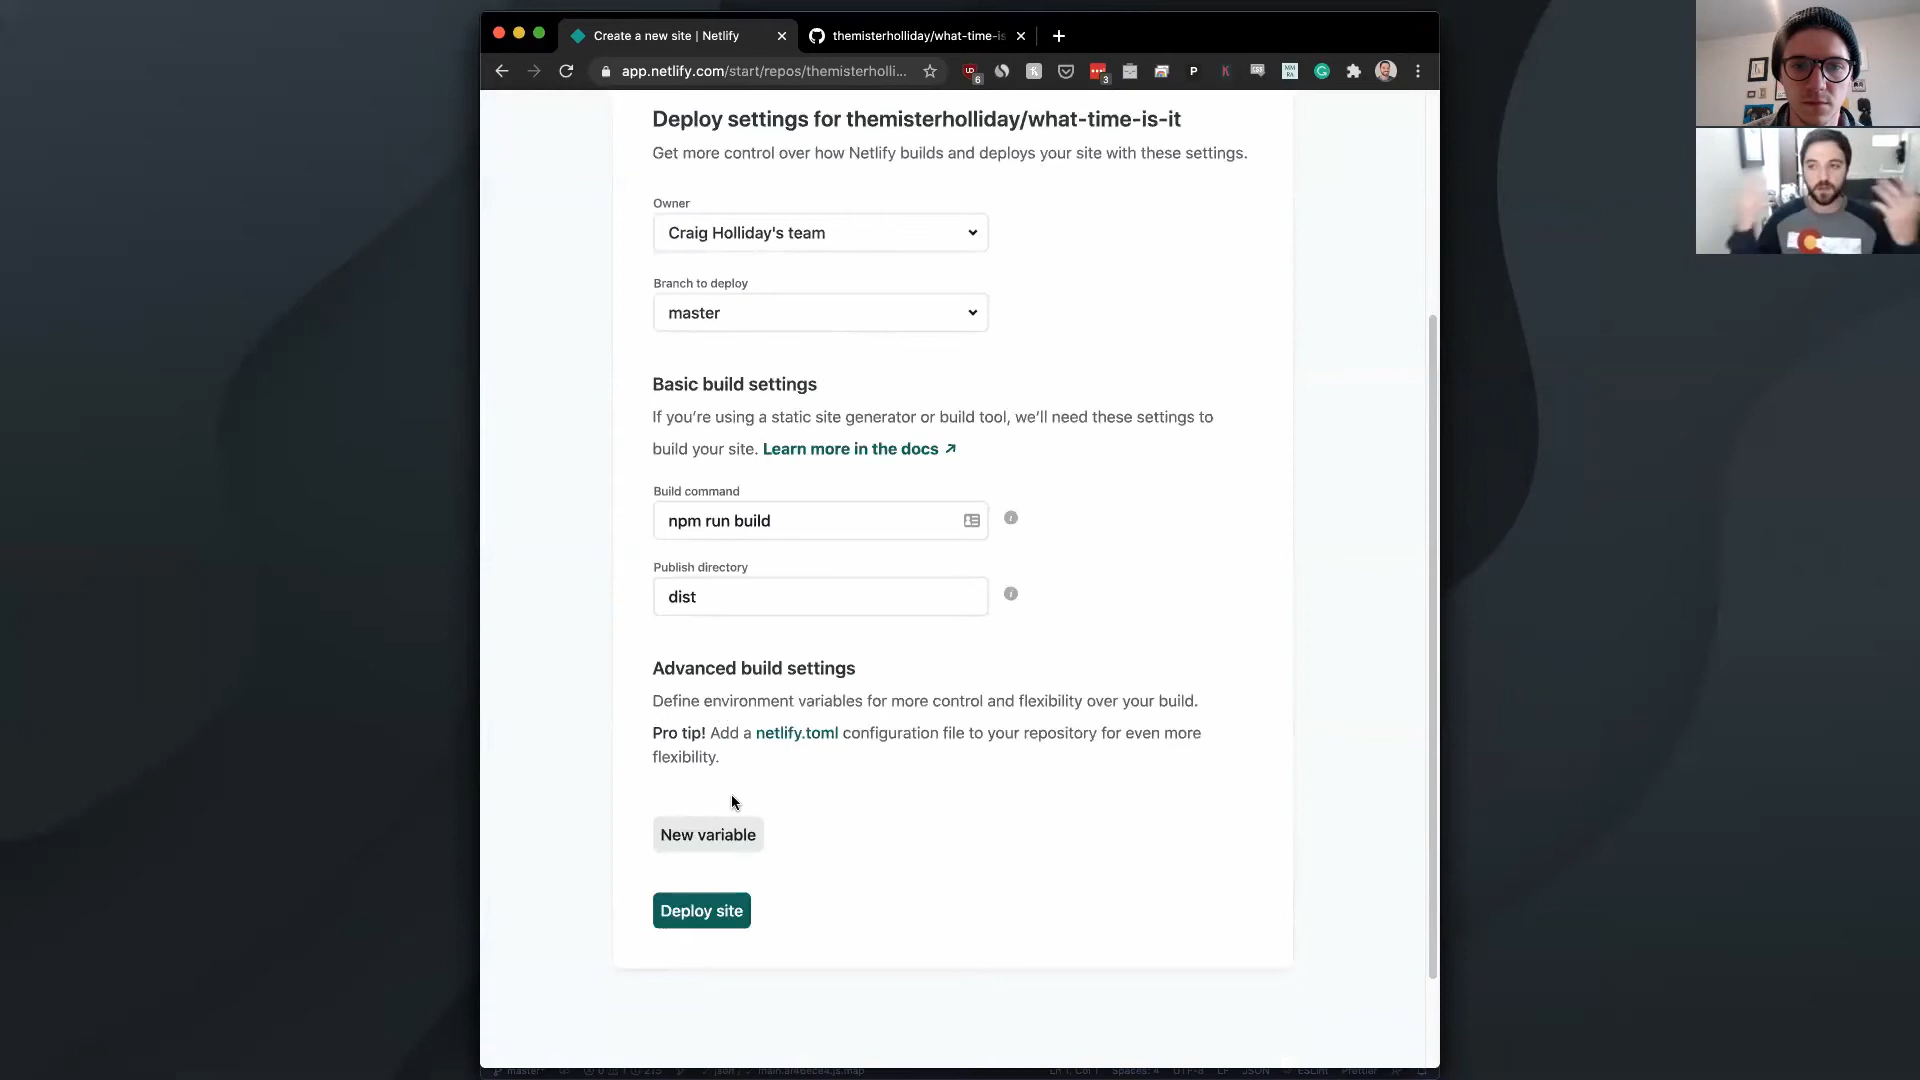 Create a new site | Netlify
themisterholliday/what-time-is
app.netlify.com/start/repos/themisterholli...
6
3
P
K
Deploy settings for themisterholliday/what-time-is-it
Get more control over how Netlify builds and deploys your site with these settings.
Owner
Craig Holliday's team
Branch to deploy
master
Basic build settings
If you're using a static site generator or build tool, we'll need these settings to
build your site. Learn more in the docs ↗
Build command
npm run build
Publish directory
dist
Advanced build settings
Define environment variables for more control and flexibility over your build.
Pro tip! Add a netlify.toml configuration file to your repository for even more
flexibility.
New variable
Deploy site